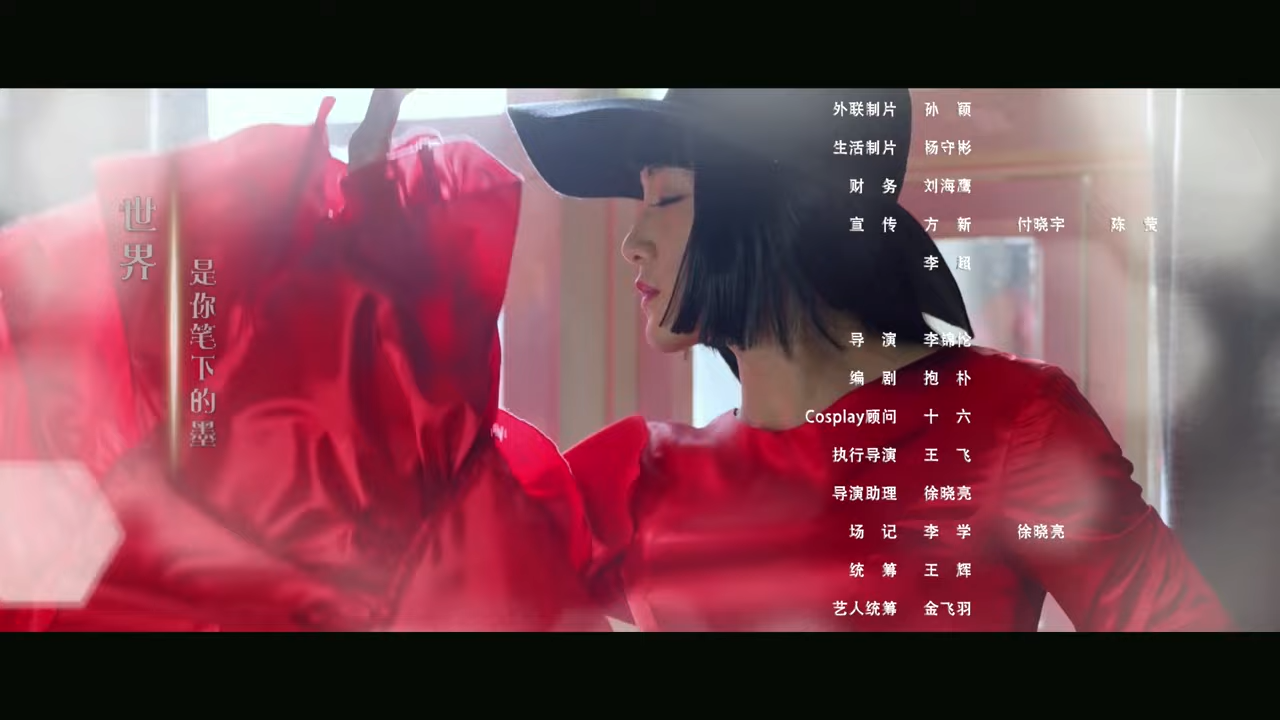 世界
是你笔下的墨
外联制片 孙 颖
生活制片 杨守彬
财 务 刘海鹰
宣 传 方 新 付晓宇 陈 莹
李 超
导 演 李锦伦
编 剧 抱 朴
Cosplay顾问 十 六
执行导演 王 飞
导演助理 徐晓亮
场 记 李 学 徐晓亮
统 筹 王 辉
艺人统筹 金飞羽